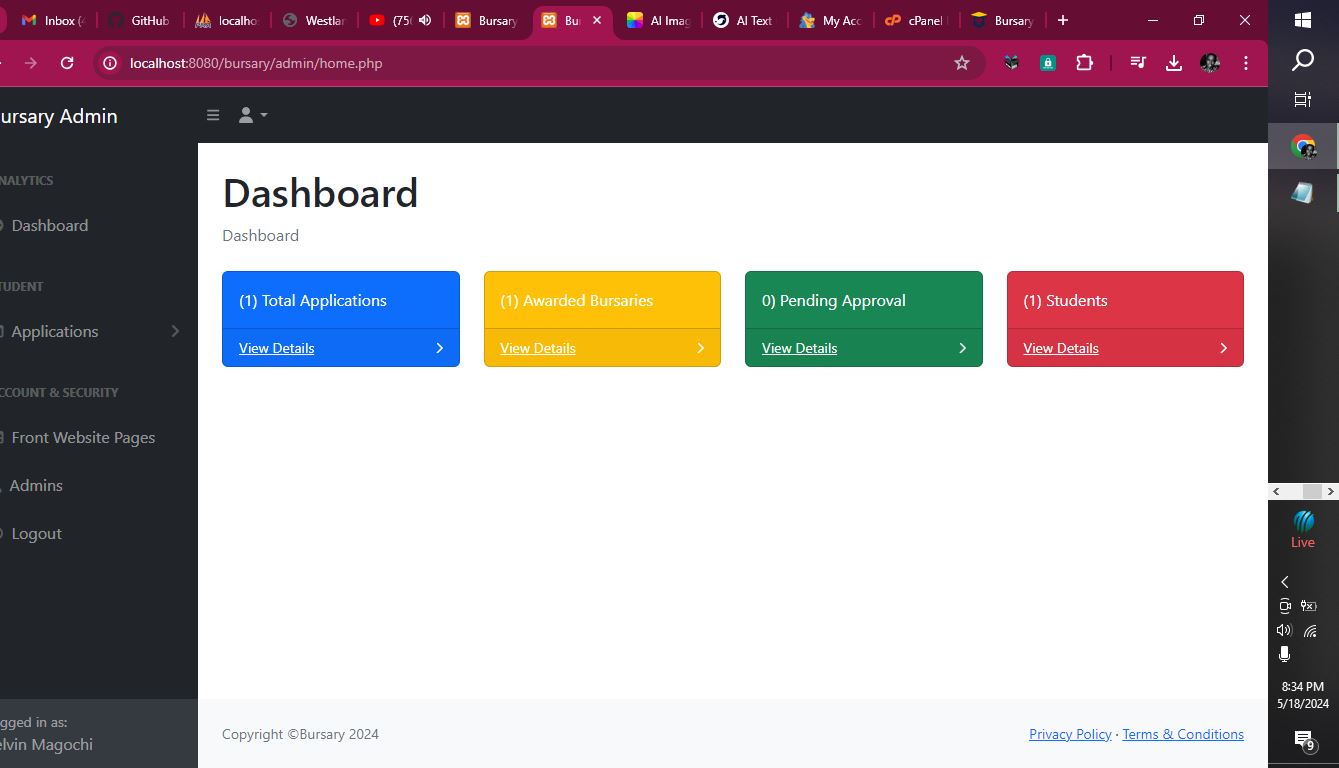 Inbox (4
GitHub
localho
Westlar
(750
Bursary
Bu
AI Imag
AI Text
My Acc
cPanel
Bursary
localhost:8080/bursary/admin/home.php
ursary Admin
NALYTICS
Dashboard
TUDENT
Applications
CCOUNT & SECURITY
Front Website Pages
Admins
Logout
gged in as:
elvin Magochi
Dashboard
Dashboard
(1) Total Applications
View Details
(1) Awarded Bursaries
View Details
0) Pending Approval
View Details
(1) Students
View Details
Copyright ©Bursary 2024
Privacy Policy · Terms & Conditions
Live
8:34 PM
5/18/2024
9